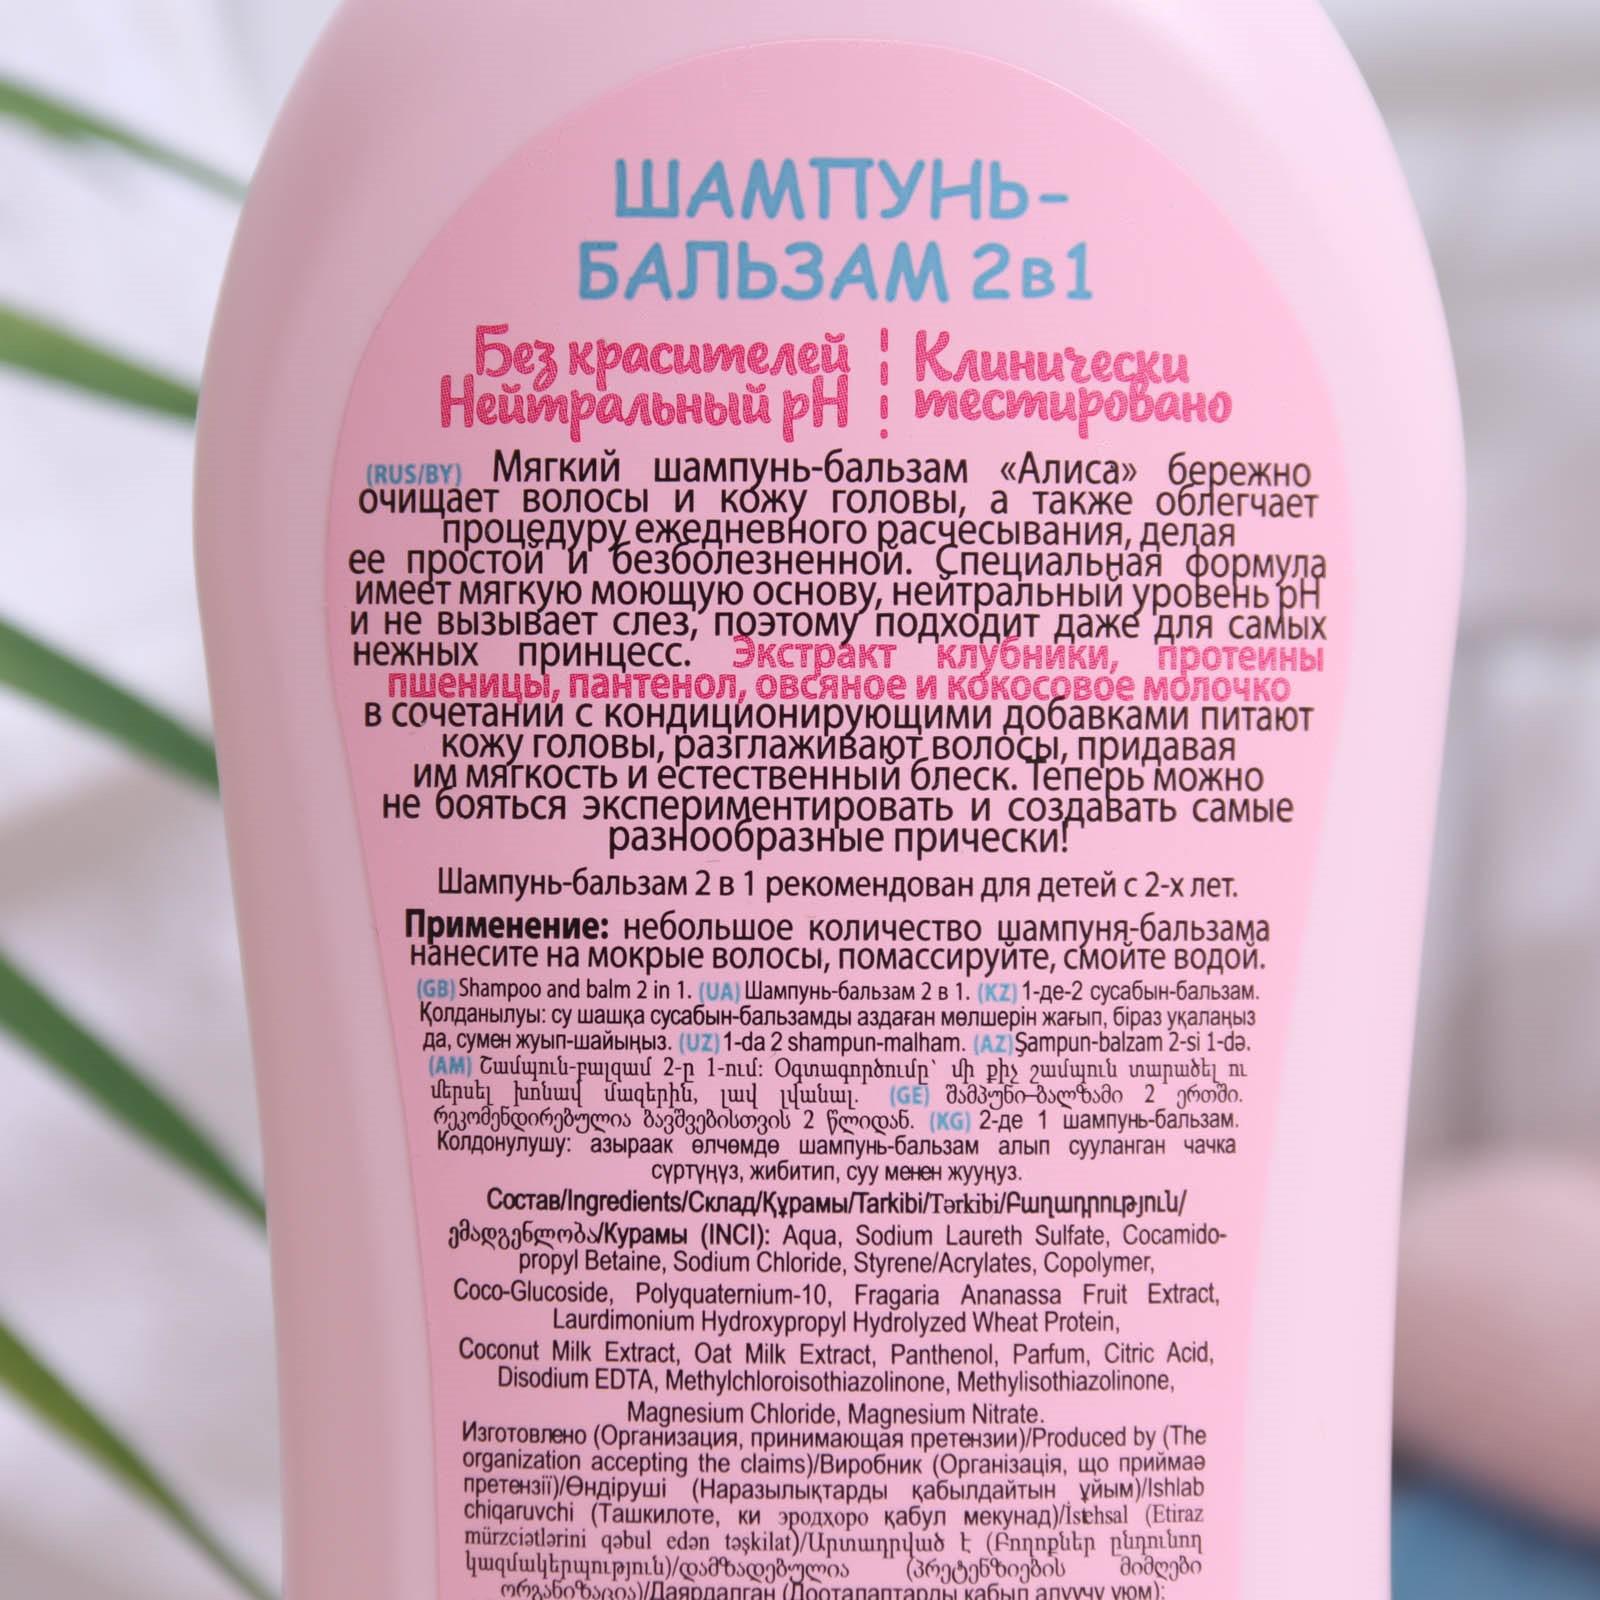 ШАМПУНЬ-
БАЛЬЗАМ 2в1
Без красителей
Нейтральный pH
Клинически
тестировано
(RUS/BY) Мягкий шампунь-бальзам «Алиса» бережно
очищает волосы и кожу головы, а также облегчает
процедуру ежедневного расчесывания, делая
ее простой и безболезненной. Специальная формула
имеет мягкую моющую основу, нейтральный уровень pH
и не вызывает слез, поэтому подходит даже для самых
нежных принцесс. Экстракт клубники, протеины
пшеницы, пантенол, овсяное и кокосовое молочко
в сочетании с кондиционирующими добавками питают
кожу головы, разглаживают волосы, придавая
им мягкость и естественный блеск. Теперь можно
не бояться экспериментировать и создавать самые
разнообразные прически!
Шампунь-бальзам 2 в 1 рекомендован для детей с 2-х лет.
Применение: небольшое количество шампуня-бальзама
нанесите на мокрые волосы, помассируйте, смойте водой.
(GB) Shampoo and balm 2 in 1. (UA) Шампунь-бальзам 2 в 1. (KZ) 1-де-2 сусабын-бальзам.
Қолданылуы: су шашқа сусабын-бальзамды аздаған мөлшерін жағып, біраз уқалаңыз
да, сумен жуып-шайыңыз. (UZ) 1-da 2 shampun-malham. (AZ) Şampun-balzam 2-si 1-də.
(AM) Շամպուն-բալզամ 2-ը 1-ում: Օգտագործումը՝ մի քիչ շամպուն տարածել ու
մերսել խոնավ մազերին, լավ լվանալ. (GE) შამპუნი-ბალზამი 2 ერთში.
რეკომენდირებულია ბავშვებისთვის 2 წლიდან. (KG) 2-де 1 шампунь-бальзам.
Колдонулушу: азыраак өлчөмдө шампунь-бальзам алып сууланган чачка
сүртүңүз, жибитип, суу менен жууңуз.
Состав/Ingredients/Склад/Құрамы/Tarkibi/Tərkibi/Բաղադրություն/
ემადგენლობა/Курамы (INCI): Aqua, Sodium Laureth Sulfate, Cocamido-
propyl Betaine, Sodium Chloride, Styrene/Acrylates, Copolymer,
Coco-Glucoside, Polyquaternium-10, Fragaria Ananassa Fruit Extract,
Laurdimonium Hydroxypropyl Hydrolyzed Wheat Protein,
Coconut Milk Extract, Oat Milk Extract, Panthenol, Parfum, Citric Acid,
Disodium EDTA, Methylchloroisothiazolinone, Methylisothiazolinone,
Magnesium Chloride, Magnesium Nitrate.
Изготовлено (Организация, принимающая претензии)/Produced by (The
organization accepting the claims)/Виробник (Організація, що приймає
претензії)/Өндіруші (Наразылықтарды қабылдайтын ұйым)/Ishlab
chiqaruvchi (Ташкилоте, ки эродхоро қабул мекунад)/İstehsal (Etiraz
mürziətlərini qəbul edən təşkilat)/Արտադրված է (Բողոքներ ընդունող
կազմակերպություն)/დამზადებულია (პრეტენზიების მიმღები
ორგანიზაცია)/Даярдалган (Дооталаптарды кабыл алуучу уюм):